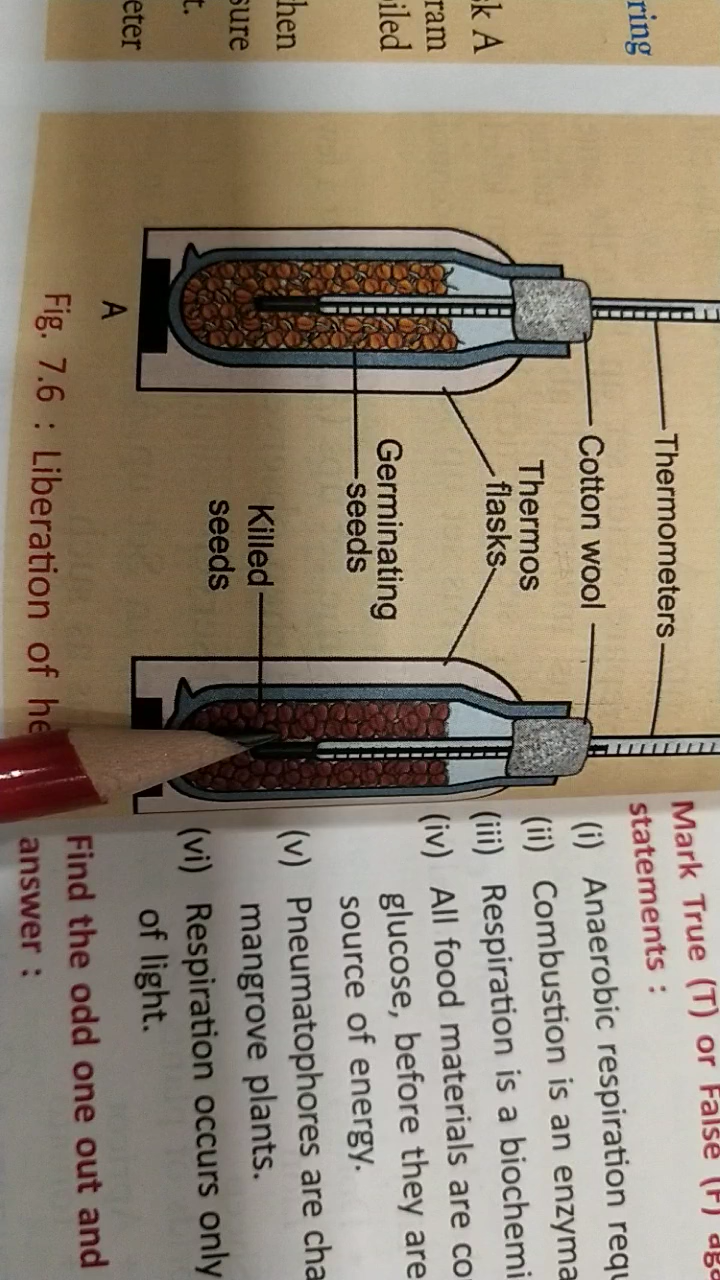 ring
k A
ram
iled
hen
sure
t.
eter
Thermometers
Cotton wool
Thermos
flasks
Germinating
seeds
Killed
seeds
A
Fig. 7.6 : Liberation of he
Mark True (T) or False (F) aga
statements :
(i) Anaerobic respiration requ
(ii) Combustion is an enzyma
(iii) Respiration is a biochemi
(iv) All food materials are co
glucose, before they are
source of energy.
(v) Pneumatophores are cha
mangrove plants.
(vi) Respiration occurs only
of light.
Find the odd one out and
answer :